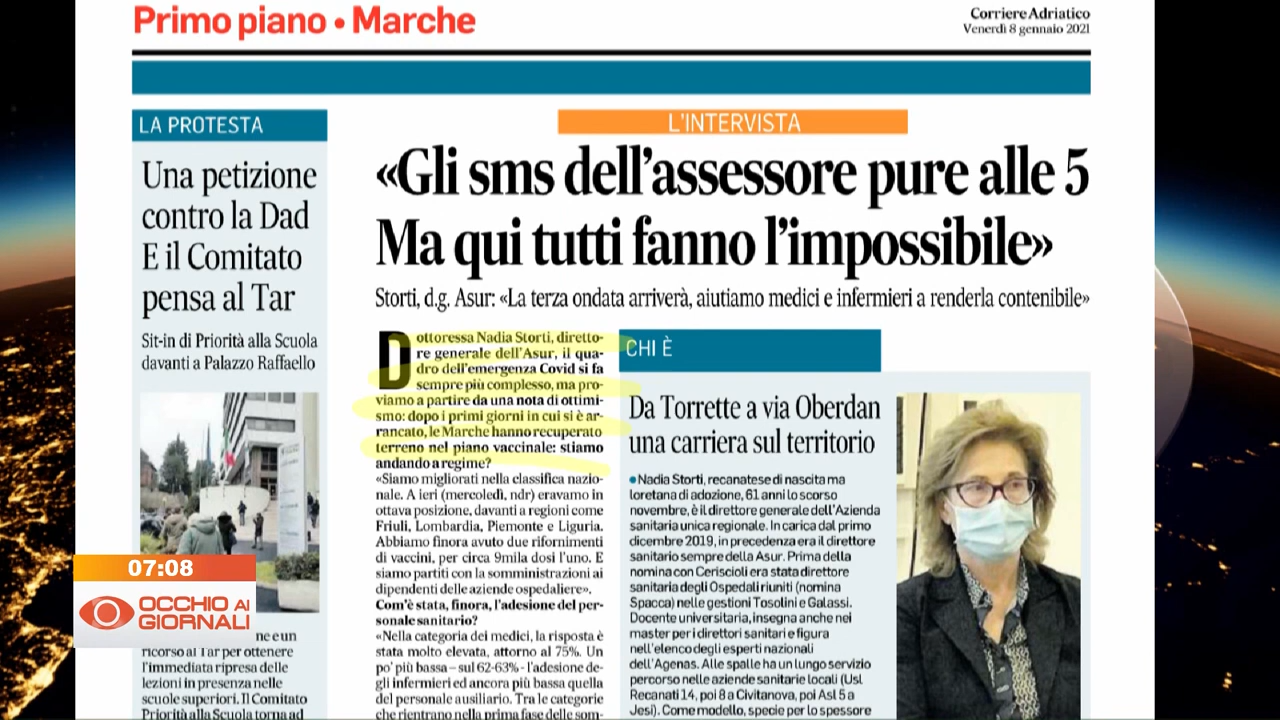 Primo piano • Marche
Corriere Adriatico
Venerdì 8 gennaio 2021
LA PROTESTA
Una petizione
contro la Dad
E il Comitato
pensa al Tar
Sit-in di Priorità alla Scuola
davanti a Palazzo Raffaello
ne e un
ricorso al Tar per ottenere
l'immediata ripresa delle
lezioni in presenza nelle
scuole superiori. Il Comitato
Priorità alla Scuola torna ad
L'INTERVISTA
«Gli sms dell'assessore pure alle 5
Ma qui tutti fanno l'impossibile»
Storti, d.g. Asur: «La terza ondata arriverà, aiutiamo medici e infermieri a renderla contenibile»
Dottoressa Nadia Storti, diretto-
re generale dell'Asur, il qua-
dro dell'emergenza Covid si fa
sempre più complesso, ma pro-
viamo a partire da una nota di ottimi-
smo: dopo i primi giorni in cui si è ar-
rancato, le Marche hanno recuperato
terreno nel piano vaccinale: stiamo
andando a regime?
«Siamo migliorati nella classifica nazio-
nale. A ieri (mercoledì, ndr) eravamo in
ottava posizione, davanti a regioni come
Friuli, Lombardia, Piemonte e Liguria.
Abbiamo finora avuto due rifornimenti
di vaccini, per circa 9mila dosi l'uno. E
siamo partiti con la somministrazioni ai
dipendenti delle aziende ospedaliere».
Com'è stata, finora, l'adesione del per-
sonale sanitario?
«Nella categoria dei medici, la risposta è
stata molto elevata, attorno al 75%. Un
po' più bassa – sul 62-63% - l'adesione de-
gli infermieri ed ancora più bassa quella
del personale ausiliario. Tra le categorie
che rientrano nella prima fase delle som-
CHI È
Da Torrette a via Oberdan
una carriera sul territorio
●Nadia Storti, recanatese di nascita ma
loretana di adozione, 61 anni lo scorso
novembre, è il direttore generale dell'Azienda
sanitaria unica regionale. In carica dal primo
dicembre 2019, in precedenza era il direttore
sanitario sempre della Asur. Prima della
nomina con Ceriscioli era stata direttore
sanitario degli Ospedali riuniti (nomina
Spacca) nelle gestioni Tosolini e Galassi.
Docente universitaria, insegna anche nei
master per i direttori sanitari e figura
nell'elenco degli esperti nazionali
dell'Agenas. Alle spalle ha un lungo servizio
percorso nelle aziende sanitarie locali (Usl
Recanati 14, poi 8 a Civitanova, poi Asl 5 a
Jesi). Come modello, specie per lo spessore
07:08
OCCHIO AI
GIORNALI